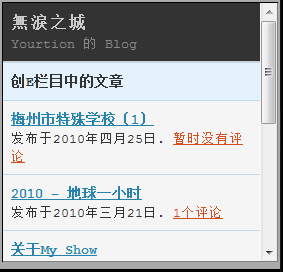 無淚之城
Yourtion 的 Blog
创E栏目中的文章
梅州市特殊学校〔1〕
发布于2010年四月25日. 暂时没有评
论
2010 – 地球一小时
发布于2010年三月21日. 1个评论
关于My Show